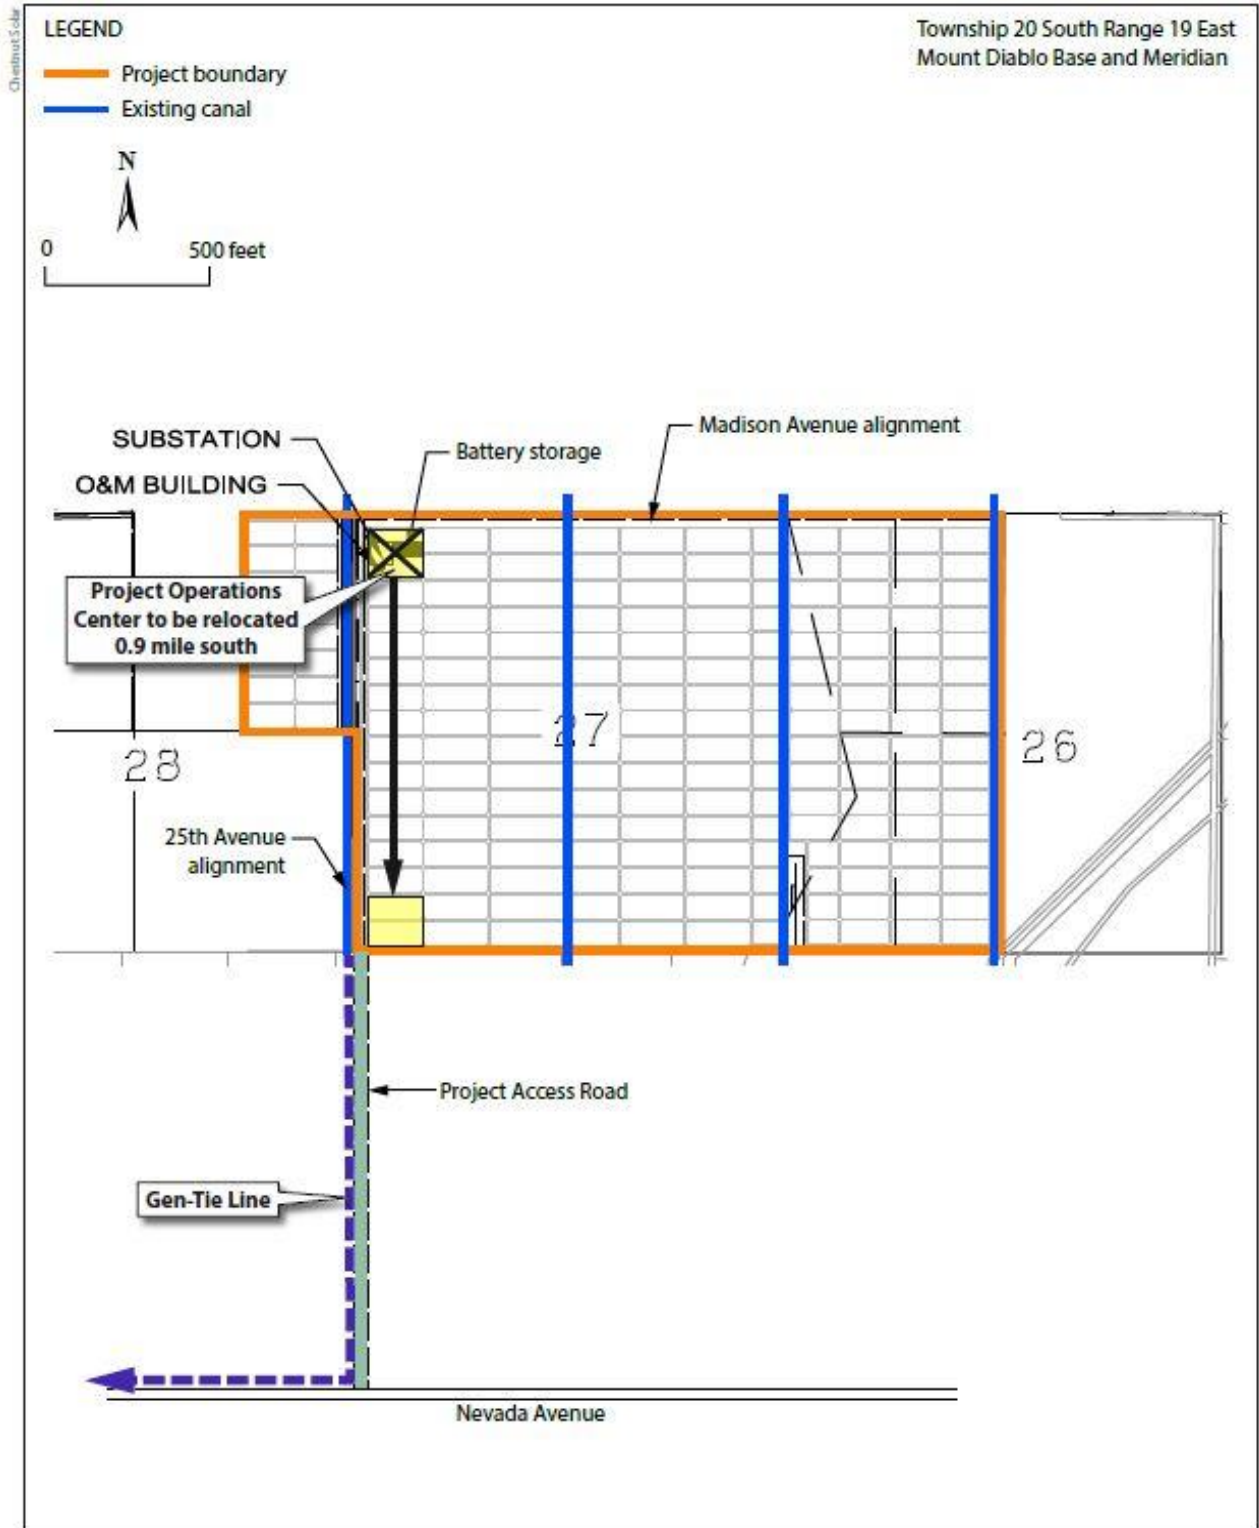 Chestnut Solar
LEGEND
Project boundary
Existing canal
Township 20 South Range 19 East
Mount Diablo Base and Meridian
N
0 500 feet
Madison Avenue alignment
SUBSTATION
Battery storage
O&M BUILDING
Project Operations
Center to be relocated
0.9 mile south
27
28
26
25th Avenue
alignment
Project Access Road
Gen-Tie Line
Nevada Avenue